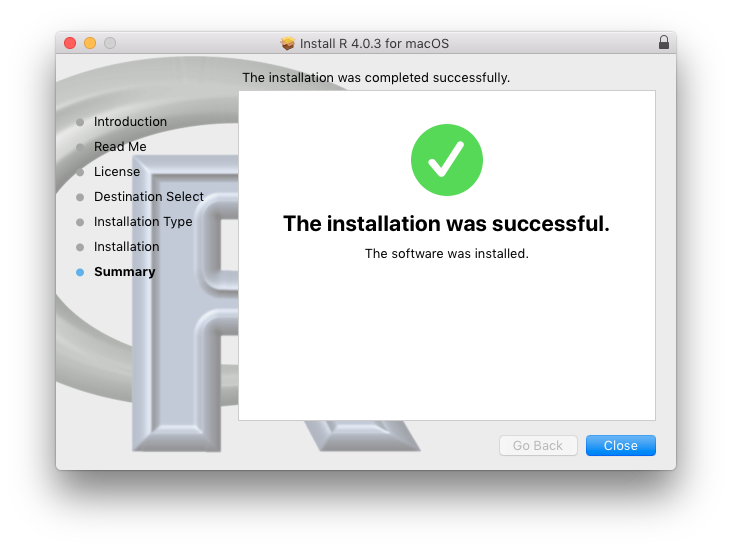 Install R 4.0.3 for macOS
The installation was completed successfully.
Introduction
Read Me
License
Destination Select
Installation Type
Installation
Summary
The installation was successful.
The software was installed.
Go Back
Close